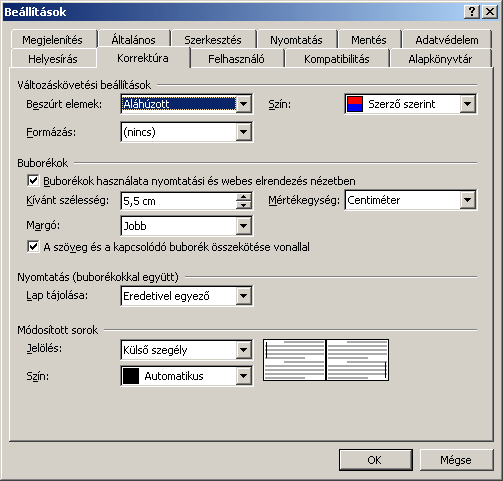 Beállítások
Megjelenítés Általános Szerkesztés Nyomtatás Mentés Adatvédelem
Helyesírás Korrektúra Felhasználó Kompatibilitás Alapkönyvtár
Változáskövetési beállítások
Beszúrt elemek: Aláhúzott Szín: Szerző szerint
Formázás: (nincs)
Buborékok
Buborékok használata nyomtatási és webes elrendezés nézetben
Kívánt szélesség: 5,5 cm Mértékegység: Centiméter
Margó: Jobb
A szöveg és a kapcsolódó buborék összekötése vonallal
Nyomtatás (buborékokkal együtt)
Lap tájolása: Eredetivel egyező
Módosított sorok
Jelölés: Külső szegély
Szín: Automatikus
OK Mégse